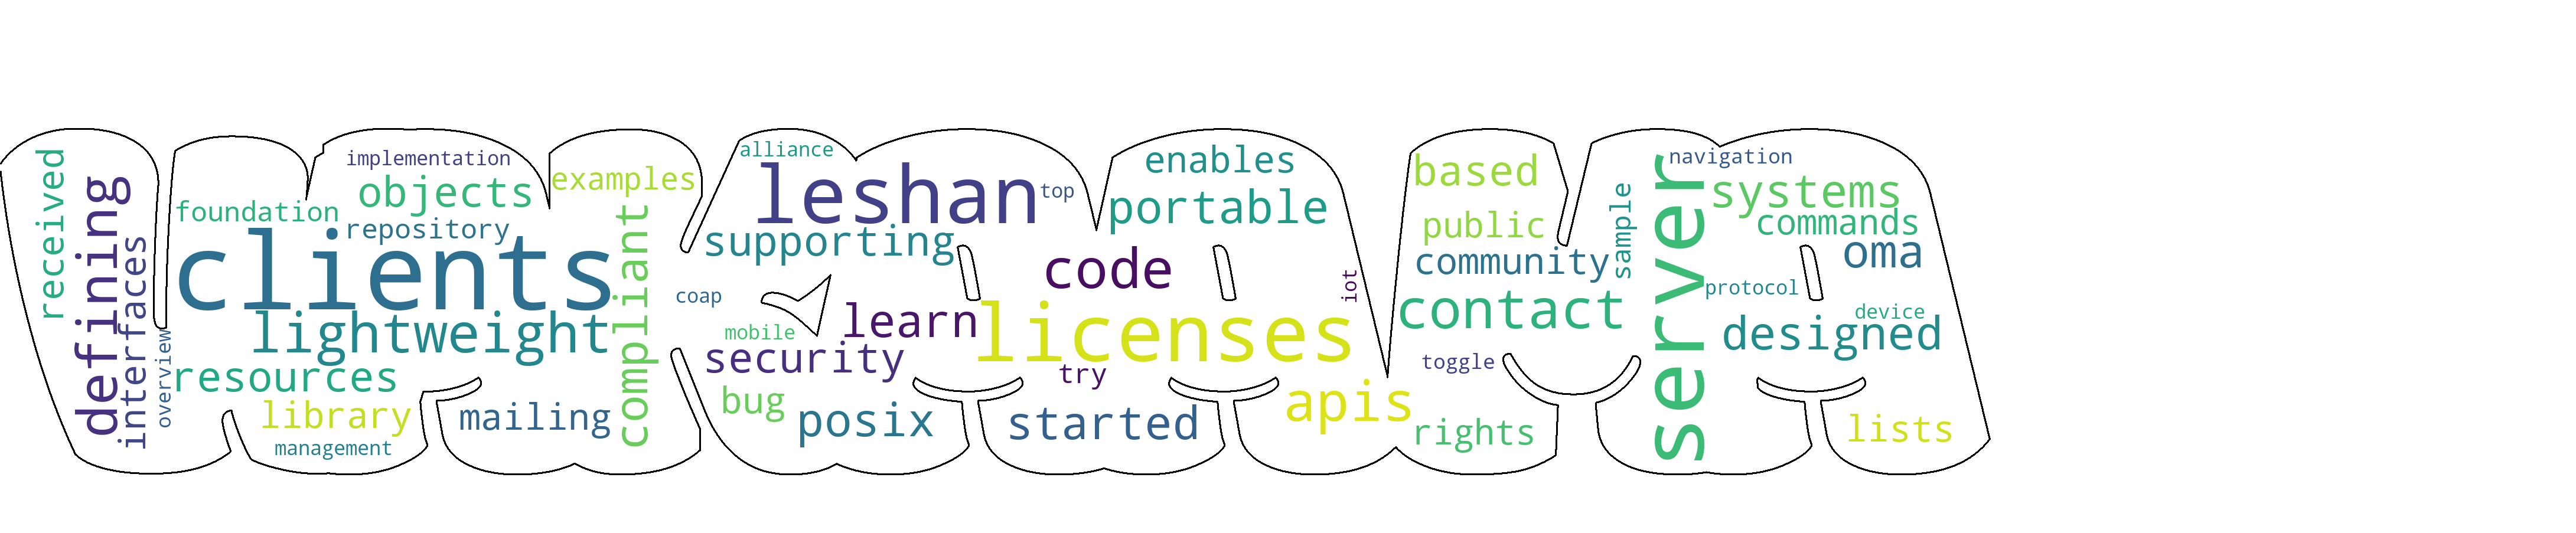 received
defining
interfaces
overview
foundation
implementation
objects
repository
clients
lightweight
resources
library
management
mailing
examples
compliant
alliance
leshan
top
supporting
coap
mobile
learn
security
bug
posix
enables
portable
code
licenses
iot
try
started
apis
based
public
community
sample
contact
toggle
rights
server
navigation
systems
commands
oma
protocol
device
designed
lists